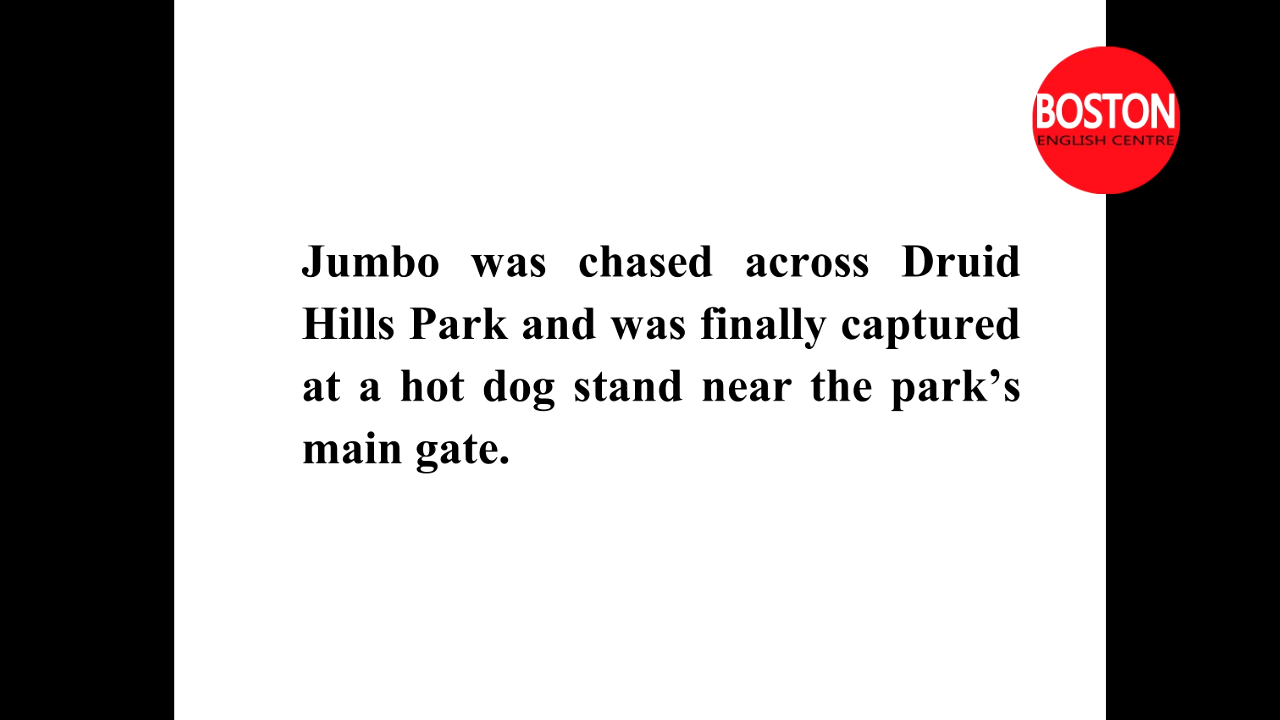 BOSTON
ENGLISH CENTRE
Jumbo was chased across Druid
Hills Park and was finally captured
at a hot dog stand near the park’s
main gate.